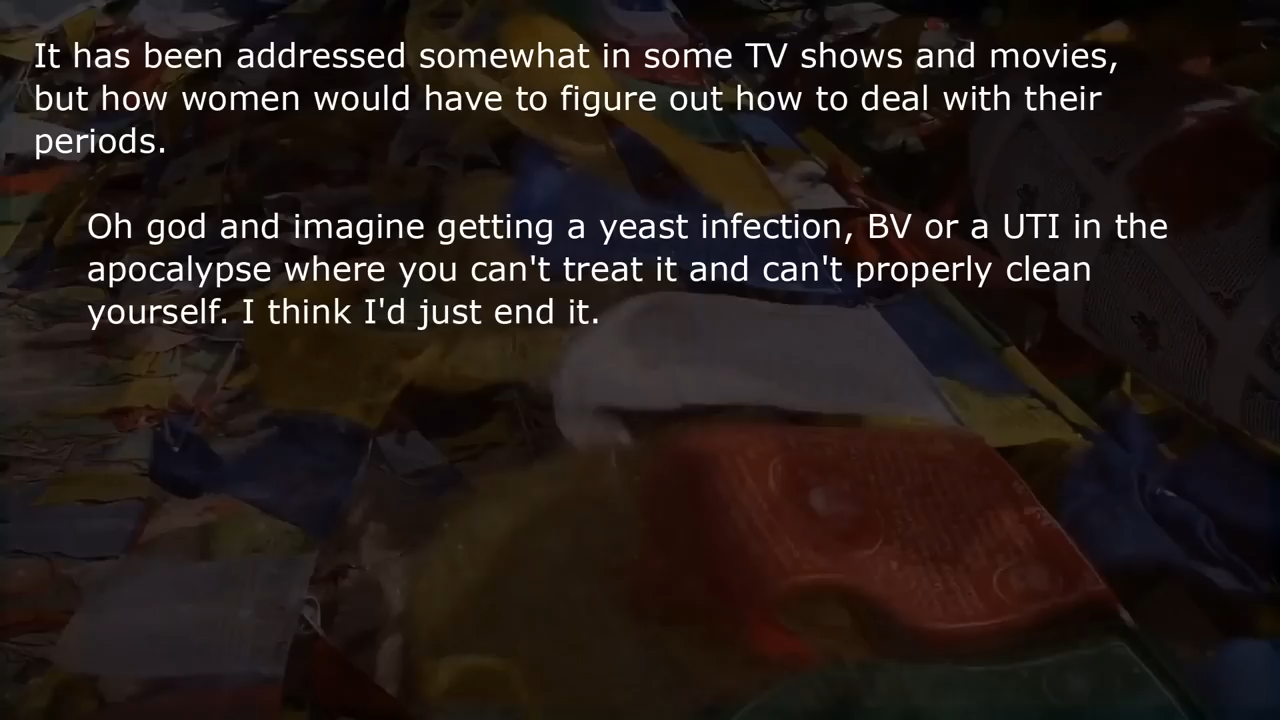 It has been addressed somewhat in some TV shows and movies,
but how women would have to figure out how to deal with their
periods.
Oh god and imagine getting a yeast infection, BV or a UTI in the
apocalypse where you can't treat it and can't properly clean
yourself. I think I'd just end it.